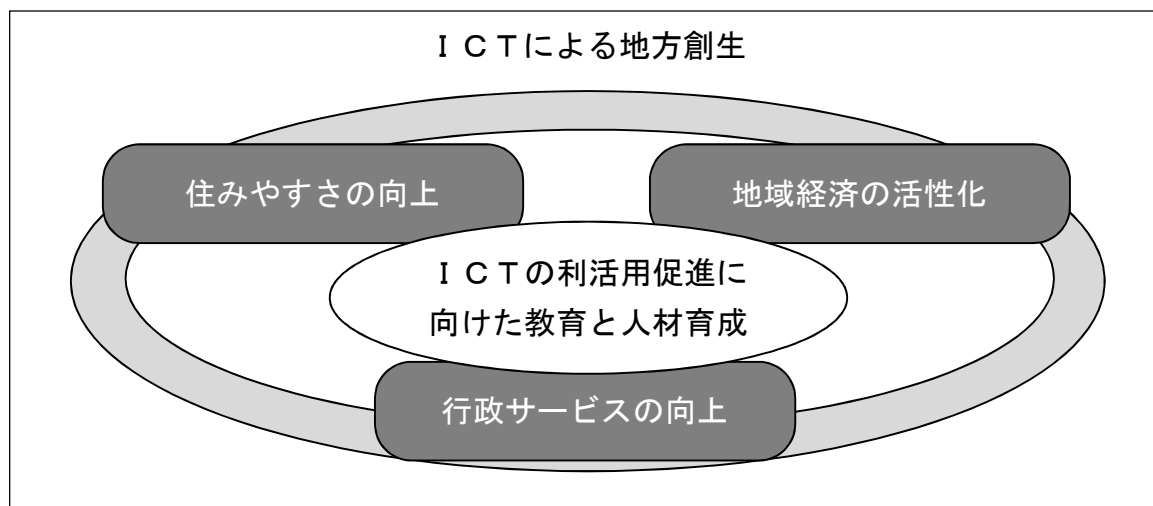 ＩＣＴによる地方創生
住みやすさの向上
地域経済の活性化
ＩＣＴの利活用促進に
向けた教育と人材育成
行政サービスの向上